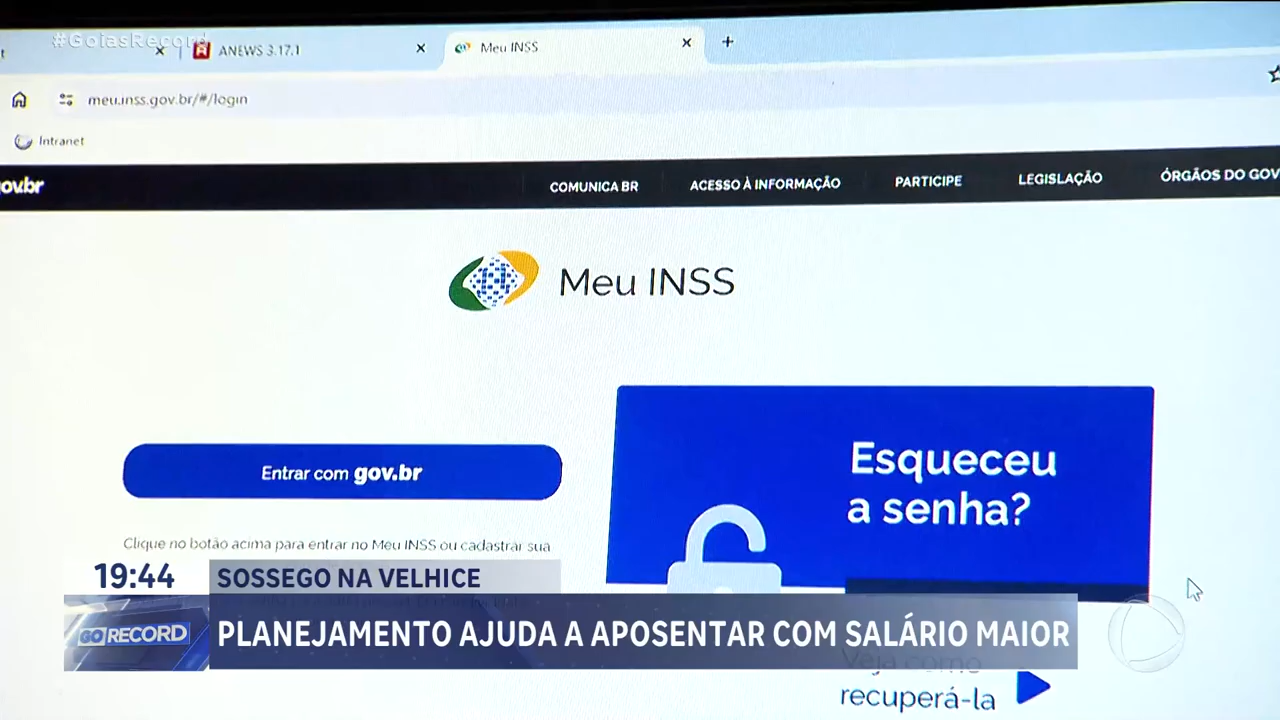 #GoiásRecord
ANEWS 3.17.1
Meu INSS
meu.inss.gov.br/#/login
Intranet
gov.br
COMUNICA BR
ACESSO À INFORMAÇÃO
PARTICIPE
LEGISLAÇÃO
ÓRGÃOS DO GOV
Meu INSS
Entrar com gov.br
Esqueceu
a senha?
Clique no botão acima para entrar no Meu INSS ou cadastrar sua
19:44
SOSSEGO NA VELHICE
GO RECORD
PLANEJAMENTO AJUDA A APOSENTAR COM SALÁRIO MAIOR
Veja como
recuperá-la